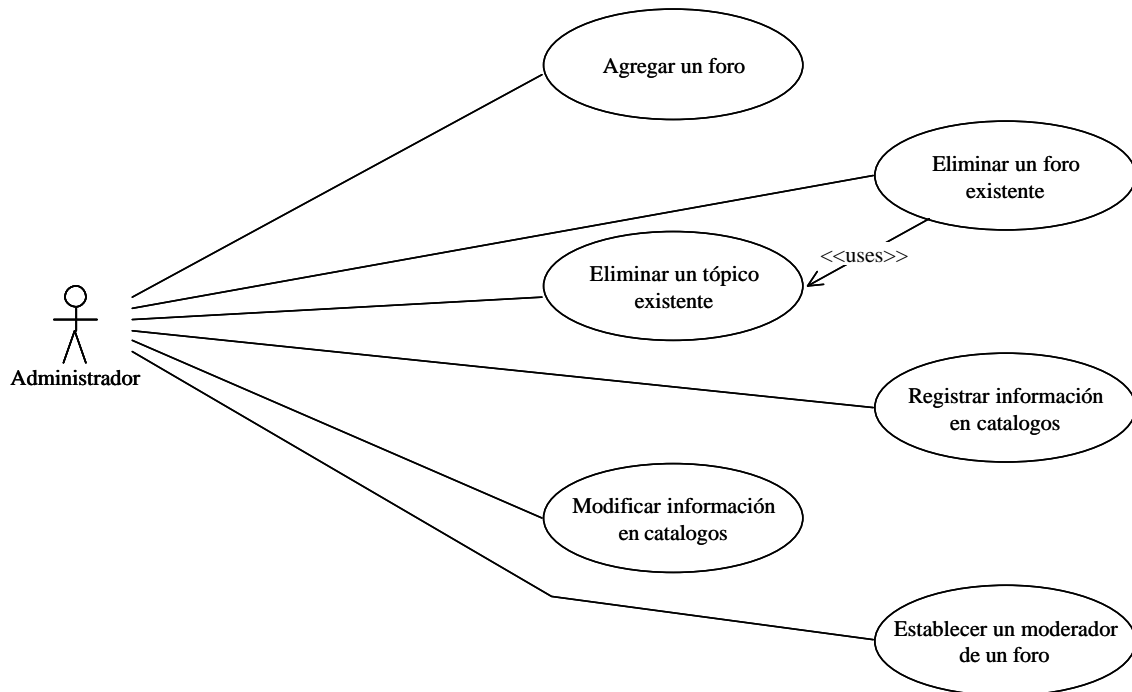 Agregar un foro
Eliminar un foro
existente
<<uses>>
Eliminar un tópico
existente
Administrador
Registrar información
en catalogos
Modificar información
en catalogos
Establecer un moderador
de un foro